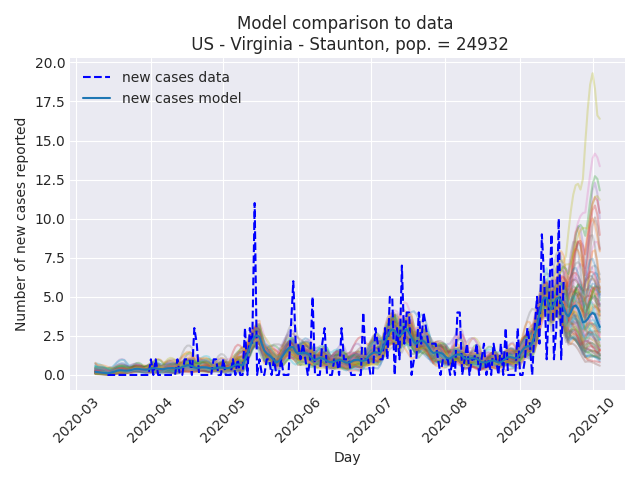 Model comparison to data
US - Virginia - Staunton, pop. = 24932
new cases data
new cases model
Number of new cases reported
20.0
17.5
15.0
12.5
10.0
7.5
5.0
2.5
0.0
2020-03
2020-04
2020-05
2020-06
2020-07
2020-08
2020-09
2020-10
Day